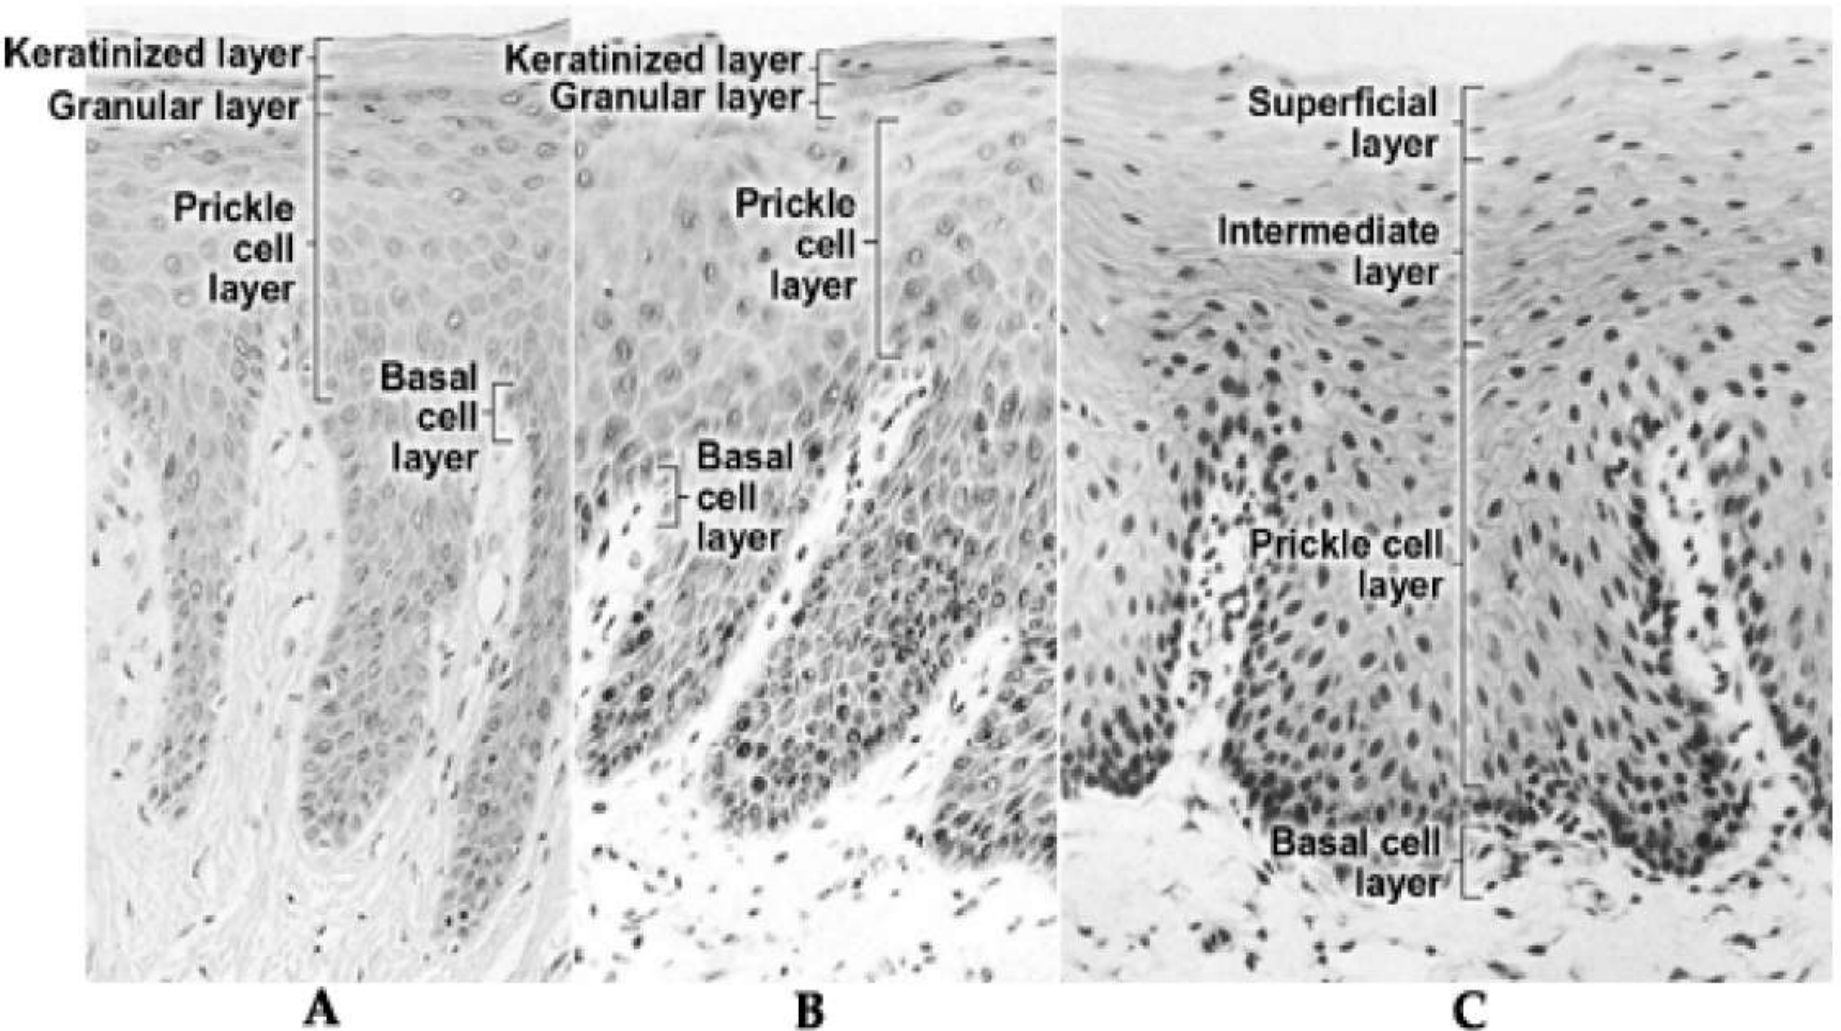 Keratinized layer
Granular layer
Prickle
cell
layer
Basal
cell
layer
Keratinized layer
Granular layer
Prickle
cell
layer
Basal
cell
layer
Superficial
layer
Intermediate
layer
Prickle cell
layer
Basal cell
layer
A
B
C